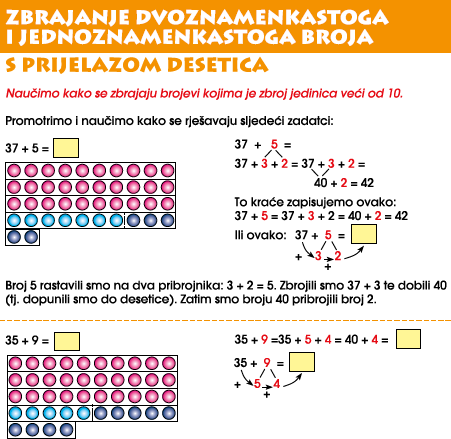 ZBRAJANJE DVOZNAMENKASTOGA
I JEDNOZNAMENKASTOGA BROJA
S PRIJELAZOM DESETICA
Naučimo kako se zbrajaju brojevi kojima je zbroj jedinica veći od 10.
Promotrimo i naučimo kako se rješavaju sljedeći zadatci:
37 + 5 =
37 + 5 =
37 + 3 + 2 = 37 + 3 + 2 =
40 + 2 = 42
To kraće zapisujemo ovako:
37 + 5 = 37 + 3 + 2 = 40 + 2 = 42
Ili ovako: 37 + 5 =
+ 3 2
+
Broj 5 rastavili smo na dva pribrojnika: 3 + 2 = 5. Zbrojili smo 37 + 3 te dobili 40
(tj. dopunili smo do desetice). Zatim smo broju 40 pribrojili broj 2.
35 + 9 =
35 + 9 =35 + 5 + 4 = 40 + 4 =
35 + 9 =
+ 5 4
+